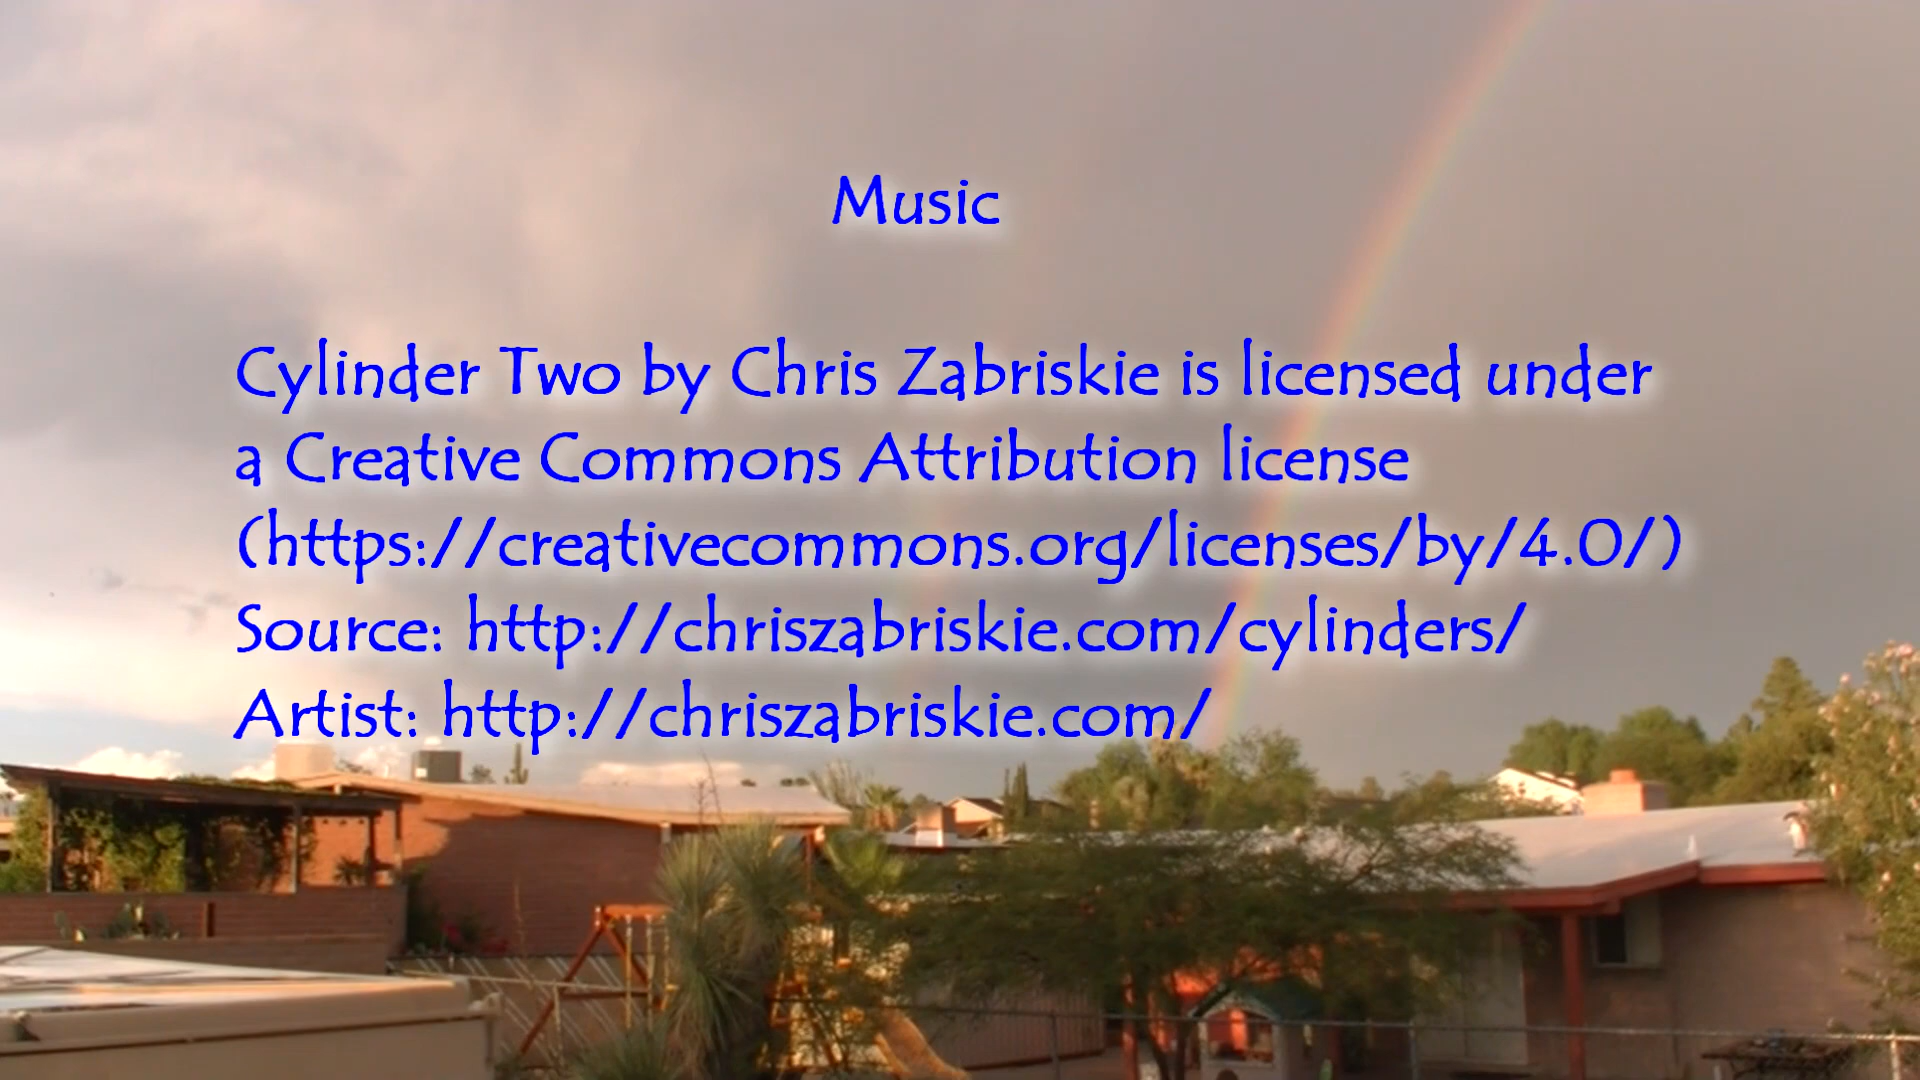 Music
Cylinder Two by Chris Zabriskie is licensed under
a Creative Commons Attribution license
(https://creativecommons.org/licenses/by/4.0/)
Source: http://chriszabriskie.com/cylinders/
Artist: http://chriszabriskie.com/